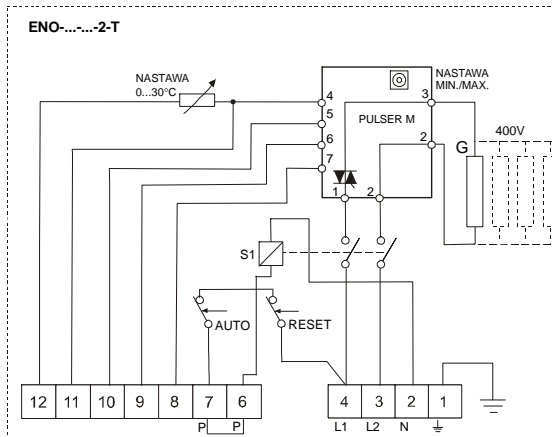 ENO-...-...-2-T
NASTAWA
0...30°C
NASTAWA
MIN./MAX.
PULSER M
4
5
6
7
3
2
1
2
G
400V
S1
AUTO
RESET
12
11
10
9
8
7
6
4
3
2
1
P
P
L1
L2
N